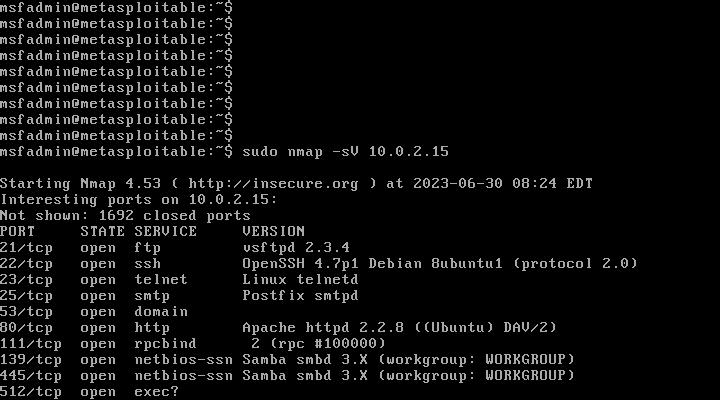 msfadmin@metasploitable:~$
msfadmin@metasploitable:~$
msfadmin@metasploitable:~$
msfadmin@metasploitable:~$
msfadmin@metasploitable:~$
msfadmin@metasploitable:~$
msfadmin@metasploitable:~$
msfadmin@metasploitable:~$
msfadmin@metasploitable:~$
msfadmin@metasploitable:~$ sudo nmap -sV 10.0.2.15
Starting Nmap 4.53 ( http://insecure.org ) at 2023-06-30 08:24 EDT
Interesting ports on 10.0.2.15:
Not shown: 1692 closed ports
PORT     STATE SERVICE     VERSION
21/tcp   open  ftp         vsftpd 2.3.4
22/tcp   open  ssh         OpenSSH 4.7p1 Debian 8ubuntu1 (protocol 2.0)
23/tcp   open  telnet      Linux telnetd
25/tcp   open  smtp        Postfix smtpd
53/tcp   open  domain
80/tcp   open  http        Apache httpd 2.2.8 ((Ubuntu) DAV/2)
111/tcp  open  rpcbind      2 (rpc #100000)
139/tcp  open  netbios-ssn Samba smbd 3.X (workgroup: WORKGROUP)
445/tcp  open  netbios-ssn Samba smbd 3.X (workgroup: WORKGROUP)
512/tcp  open  exec?